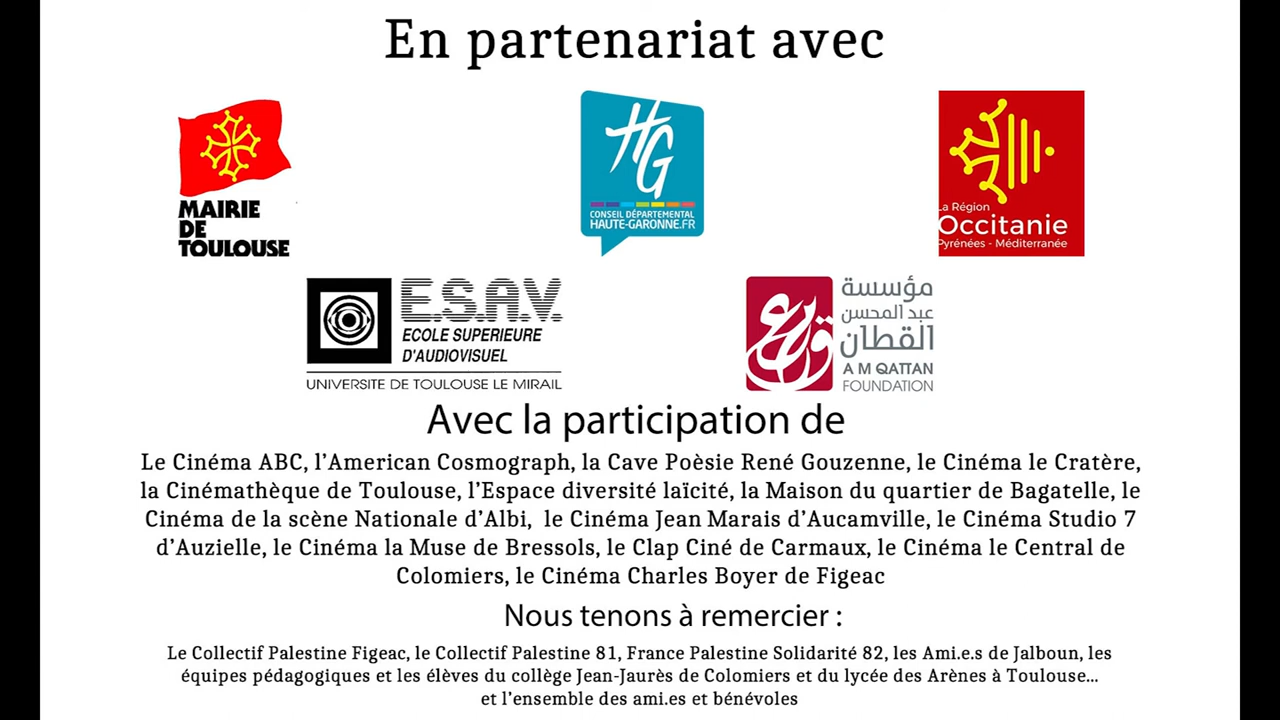 En partenariat avec
MAIRIE
DE
TOULOUSE
HG
CONSEIL DÉPARTEMENTAL
HAUTE-GARONNE.FR
La Région
Occitanie
Pyrénées - Méditerranée
E.S.A.V.
ECOLE SUPERIEURE
D'AUDIOVISUEL
UNIVERSITE DE TOULOUSE LE MIRAIL
مؤسسة
عبد المحسن
القطان
A M QATTAN
FOUNDATION
Avec la participation de
Le Cinéma ABC, l'American Cosmograph, la Cave Poèsie René Gouzenne, le Cinéma le Cratère,
la Cinémathèque de Toulouse, l'Espace diversité laïcité, la Maison du quartier de Bagatelle, le
Cinéma de la scène Nationale d'Albi, le Cinéma Jean Marais d'Aucamville, le Cinéma Studio 7
d'Auzielle, le Cinéma la Muse de Bressols, le Clap Ciné de Carmaux, le Cinéma le Central de
Colomiers, le Cinéma Charles Boyer de Figeac
Nous tenons à remercier :
Le Collectif Palestine Figeac, le Collectif Palestine 81, France Palestine Solidarité 82, les Ami.e.s de Jalboun, les
équipes pédagogiques et les élèves du collège Jean-Jaurès de Colomiers et du lycée des Arènes à Toulouse...
et l'ensemble des ami.es et bénévoles